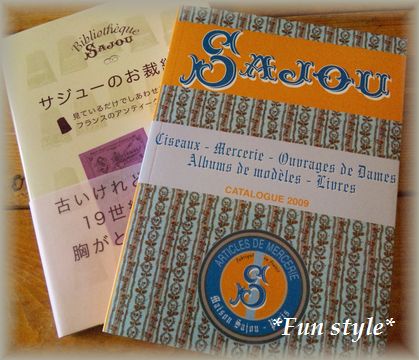 Bibliothèque
SAJOU
サジューのお裁縫
見ているだけでしあわせ
フランスのアンティーク
古いけれど
19世紀
胸がと
SAJOU
Ciseaux - Mercerie - Ouvrages de Dames
Albums de modèles - Livres
CATALOGUE 2009
ARTICLES DE MERCERIE
S
Maison Sajou - Paris
*Fun style*